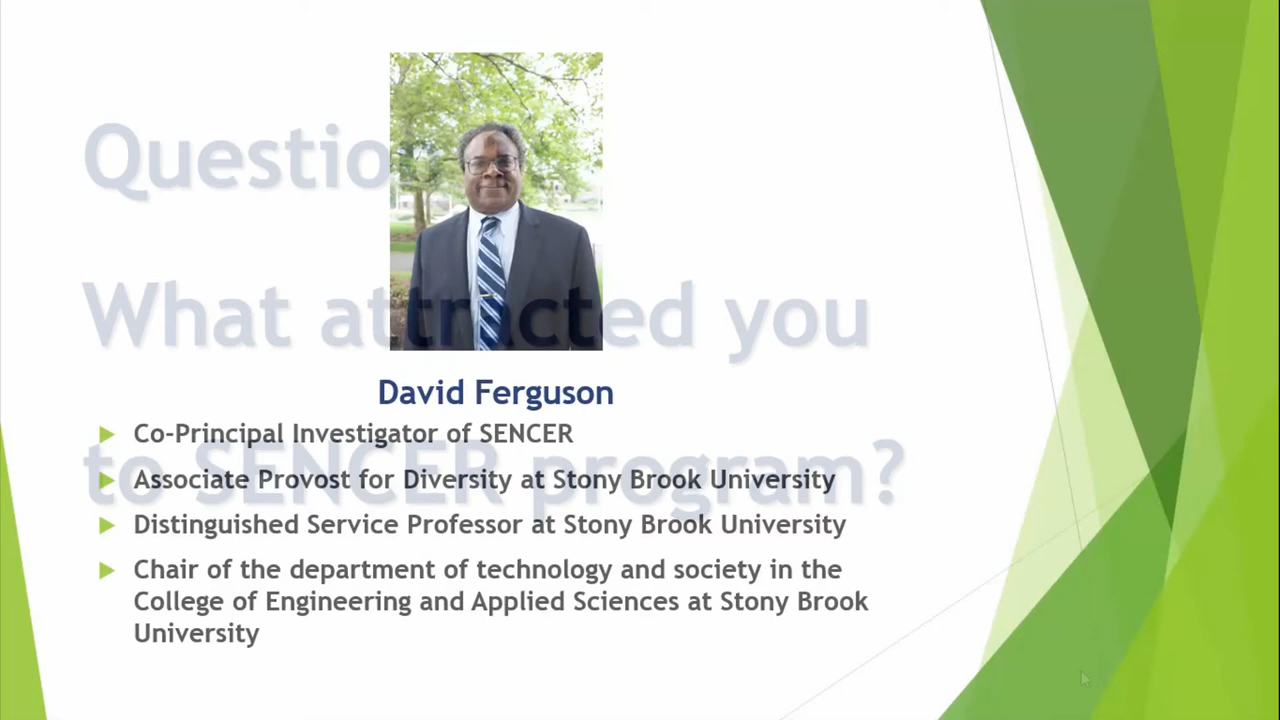 Question
What attracted you
to SENCER program?
David Ferguson
Co-Principal Investigator of SENCER
Associate Provost for Diversity at Stony Brook University
Distinguished Service Professor at Stony Brook University
Chair of the department of technology and society in the
College of Engineering and Applied Sciences at Stony Brook
University